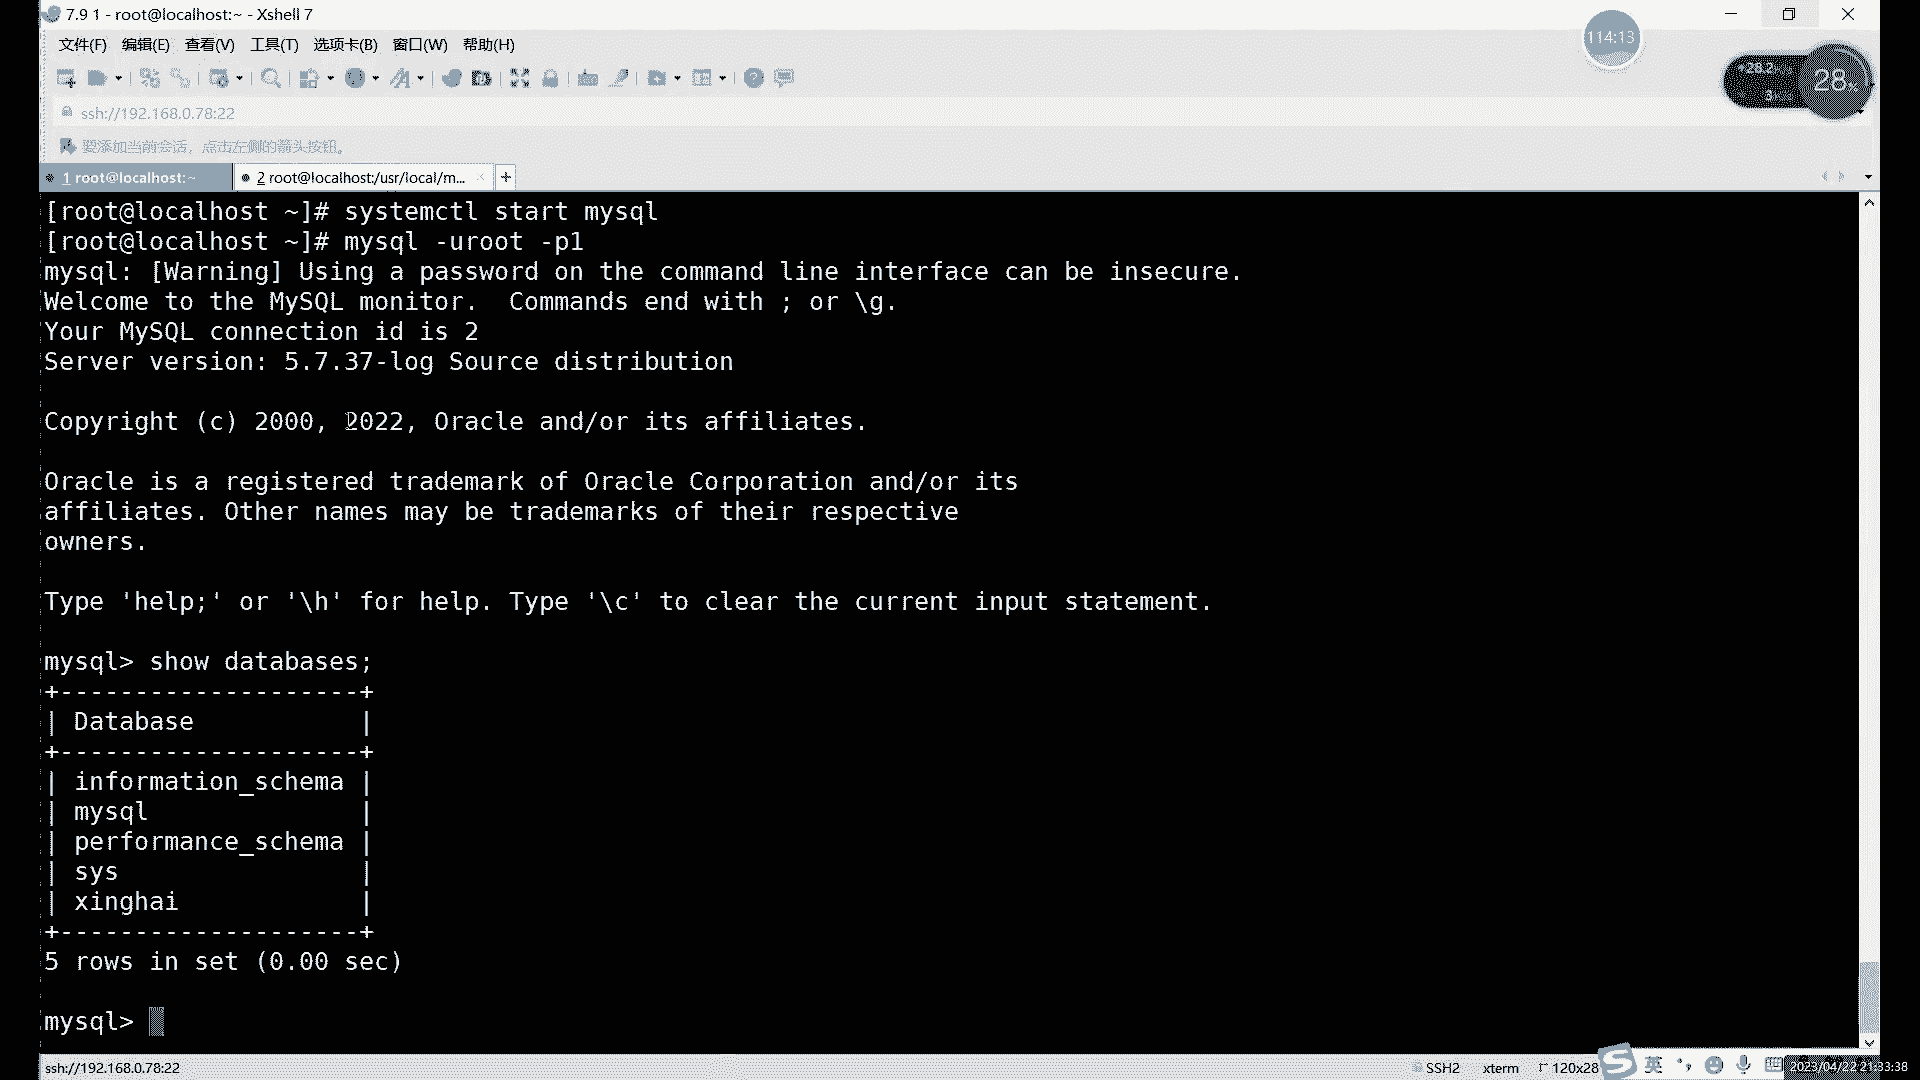 7.9 1 - root@localhost:~ - Xshell 7
文件(F) 编辑(E) 查看(V) 工具(T) 选项卡(B) 窗口(W) 帮助(H)
114:13
28%
ssh://192.168.0.78:22
要添加当前会话，点击左侧的箭头按钮。
1 root@localhost:~
2 root@localhost:/usr/local/m... × +
[root@localhost ~]# systemctl start mysql
[root@localhost ~]# mysql -uroot -p1
mysql: [Warning] Using a password on the command line interface can be insecure.
Welcome to the MySQL monitor.  Commands end with ; or \g.
Your MySQL connection id is 2
Server version: 5.7.37-log Source distribution
Copyright (c) 2000, 2022, Oracle and/or its affiliates.
Oracle is a registered trademark of Oracle Corporation and/or its
affiliates. Other names may be trademarks of their respective
owners.
Type 'help;' or '\h' for help. Type '\c' to clear the current input statement.
mysql> show databases;
+--------------------+
| Database           |
+--------------------+
| information_schema |
| mysql              |
| performance_schema |
| sys                |
| xinghai            |
+--------------------+
5 rows in set (0.00 sec)
mysql>
ssh://192.168.0.78:22
SSH2 xterm 120x28
英
2023/04/22 21:33:38